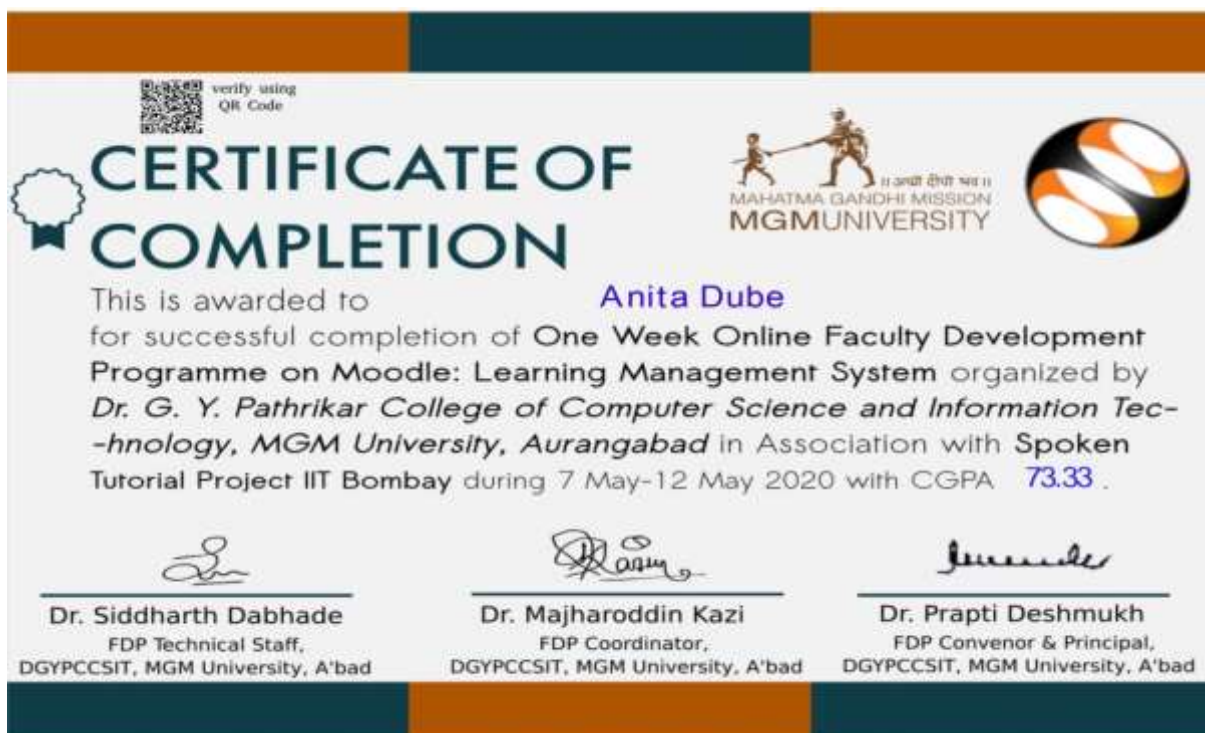 verify using
QR Code
CERTIFICATE OF
COMPLETION
॥ अत्त दीपो भव ॥
MAHATMA GANDHI MISSION
MGMUNIVERSITY
This is awarded to Anita Dube
for successful completion of One Week Online Faculty Development
Programme on Moodle: Learning Management System organized by
Dr. G. Y. Pathrikar College of Computer Science and Information Tec-
-hnology, MGM University, Aurangabad in Association with Spoken
Tutorial Project IIT Bombay during 7 May-12 May 2020 with CGPA 73.33 .
Dr. Siddharth Dabhade
FDP Technical Staff,
DGYPCCSIT, MGM University, A'bad
Dr. Majharoddin Kazi
FDP Coordinator,
DGYPCCSIT, MGM University, A'bad
Dr. Prapti Deshmukh
FDP Convenor & Principal,
DGYPCCSIT, MGM University, A'bad